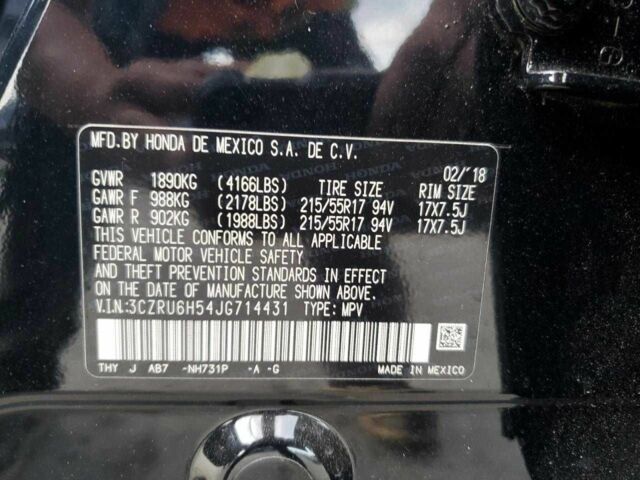 MFD.BY HONDA DE MEXICO S.A. DE C.V.
02/'18
GVWR 1890KG (4166LBS) TIRE SIZE RIM SIZE
GAWR F 988KG (2178LBS) 215/55R17 94V 17X7.5J
GAWR R 902KG (1988LBS) 215/55R17 94V 17X7.5J
THIS VEHICLE CONFORMS TO ALL APPLICABLE
FEDERAL MOTOR VEHICLE SAFETY
AND THEFT PREVENTION STANDARDS IN EFFECT
ON THE DATE OF MANUFACTURE SHOWN ABOVE.
V.I.N:3CZRU6H54JG714431 TYPE: MPV
THY J AB7 -NH731P -A -G MADE IN MEXICO